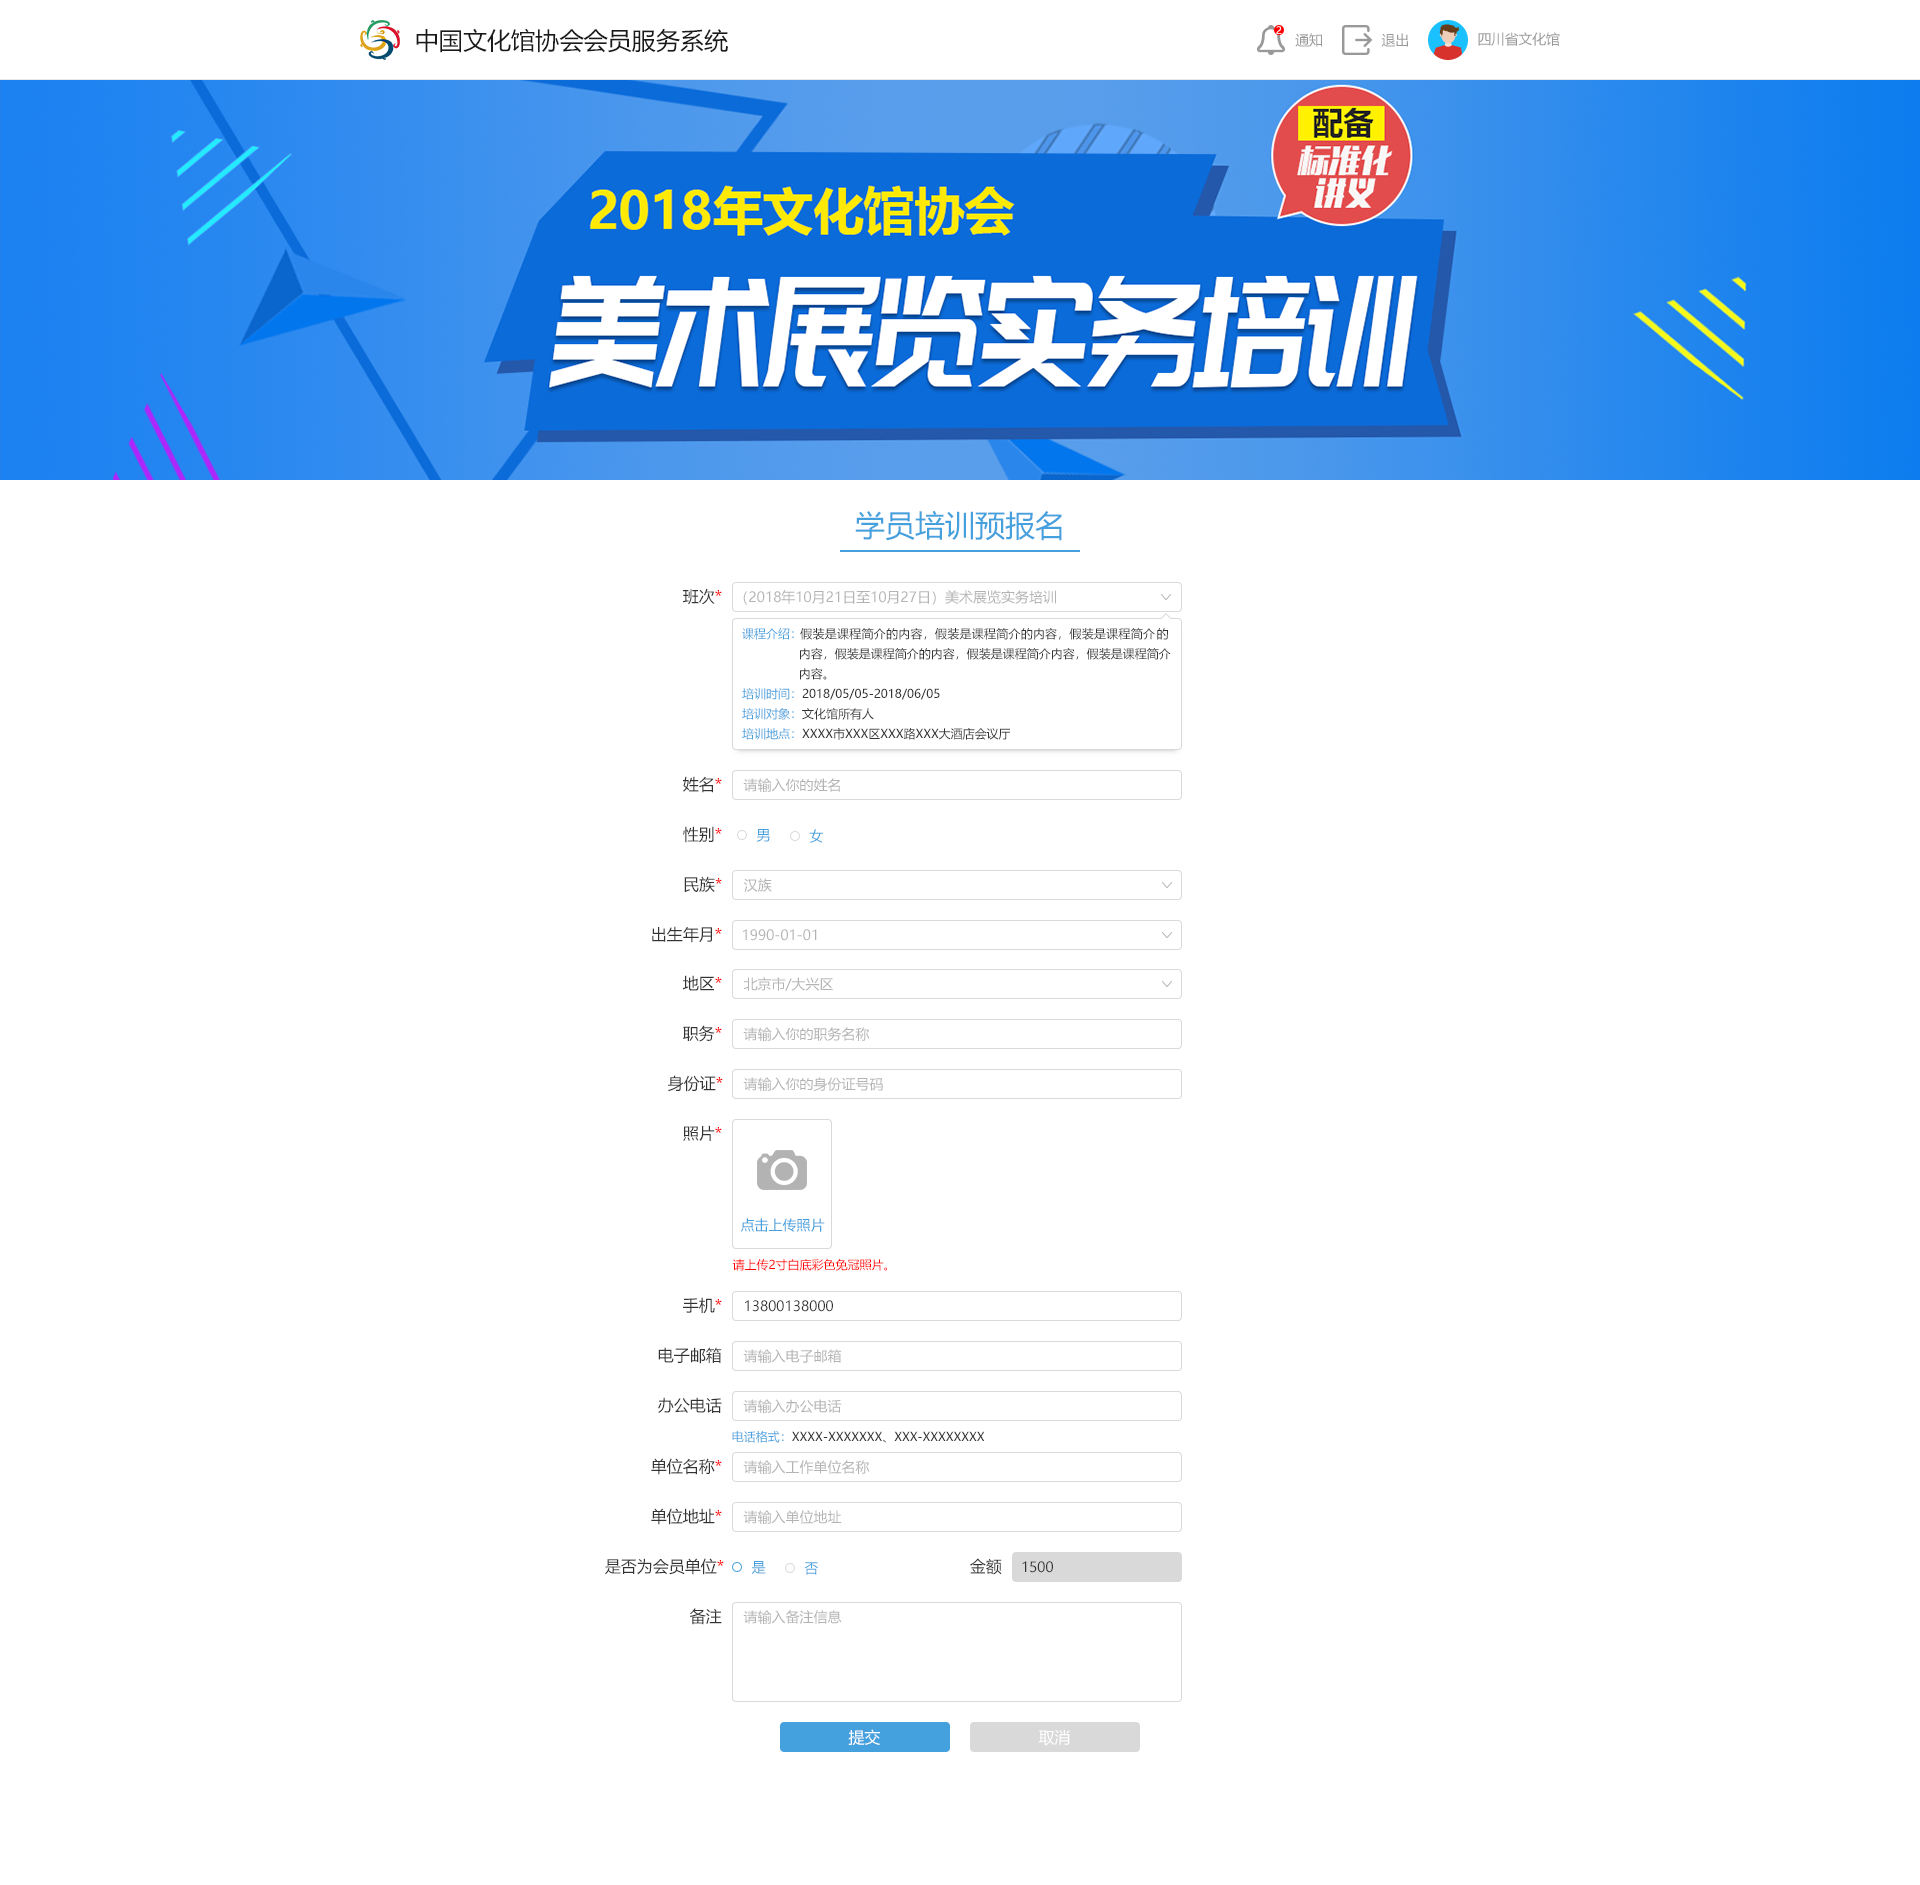 中国文化馆协会会员服务系统
2
通知
退出
四川省文化馆
配备
标准化
讲义
2018年文化馆协会
美术展览实务培训
学员培训预报名
班次*
(2018年10月21日至10月27日）美术展览实务培训
课程介绍：假装是课程简介的内容，假装是课程简介的内容，假装是课程简介的
内容，假装是课程简介的内容，假装是课程简介内容，假装是课程简介
内容。
培训时间：2018/05/05-2018/06/05
培训对象：文化馆所有人
培训地点：XXXX市XXX区XXX路XXX大酒店会议厅
姓名*
请输入你的姓名
性别*
男
女
民族*
汉族
出生年月*
1990-01-01
地区*
北京市/大兴区
职务*
请输入你的职务名称
身份证*
请输入你的身份证号码
照片*
点击上传照片
请上传2寸白底彩色免冠照片。
手机*
13800138000
电子邮箱
请输入电子邮箱
办公电话
请输入办公电话
电话格式：XXXX-XXXXXXX、XXX-XXXXXXXX
单位名称*
请输入工作单位名称
单位地址*
请输入单位地址
是否为会员单位*
是
否
金额
1500
备注
请输入备注信息
提交
取消